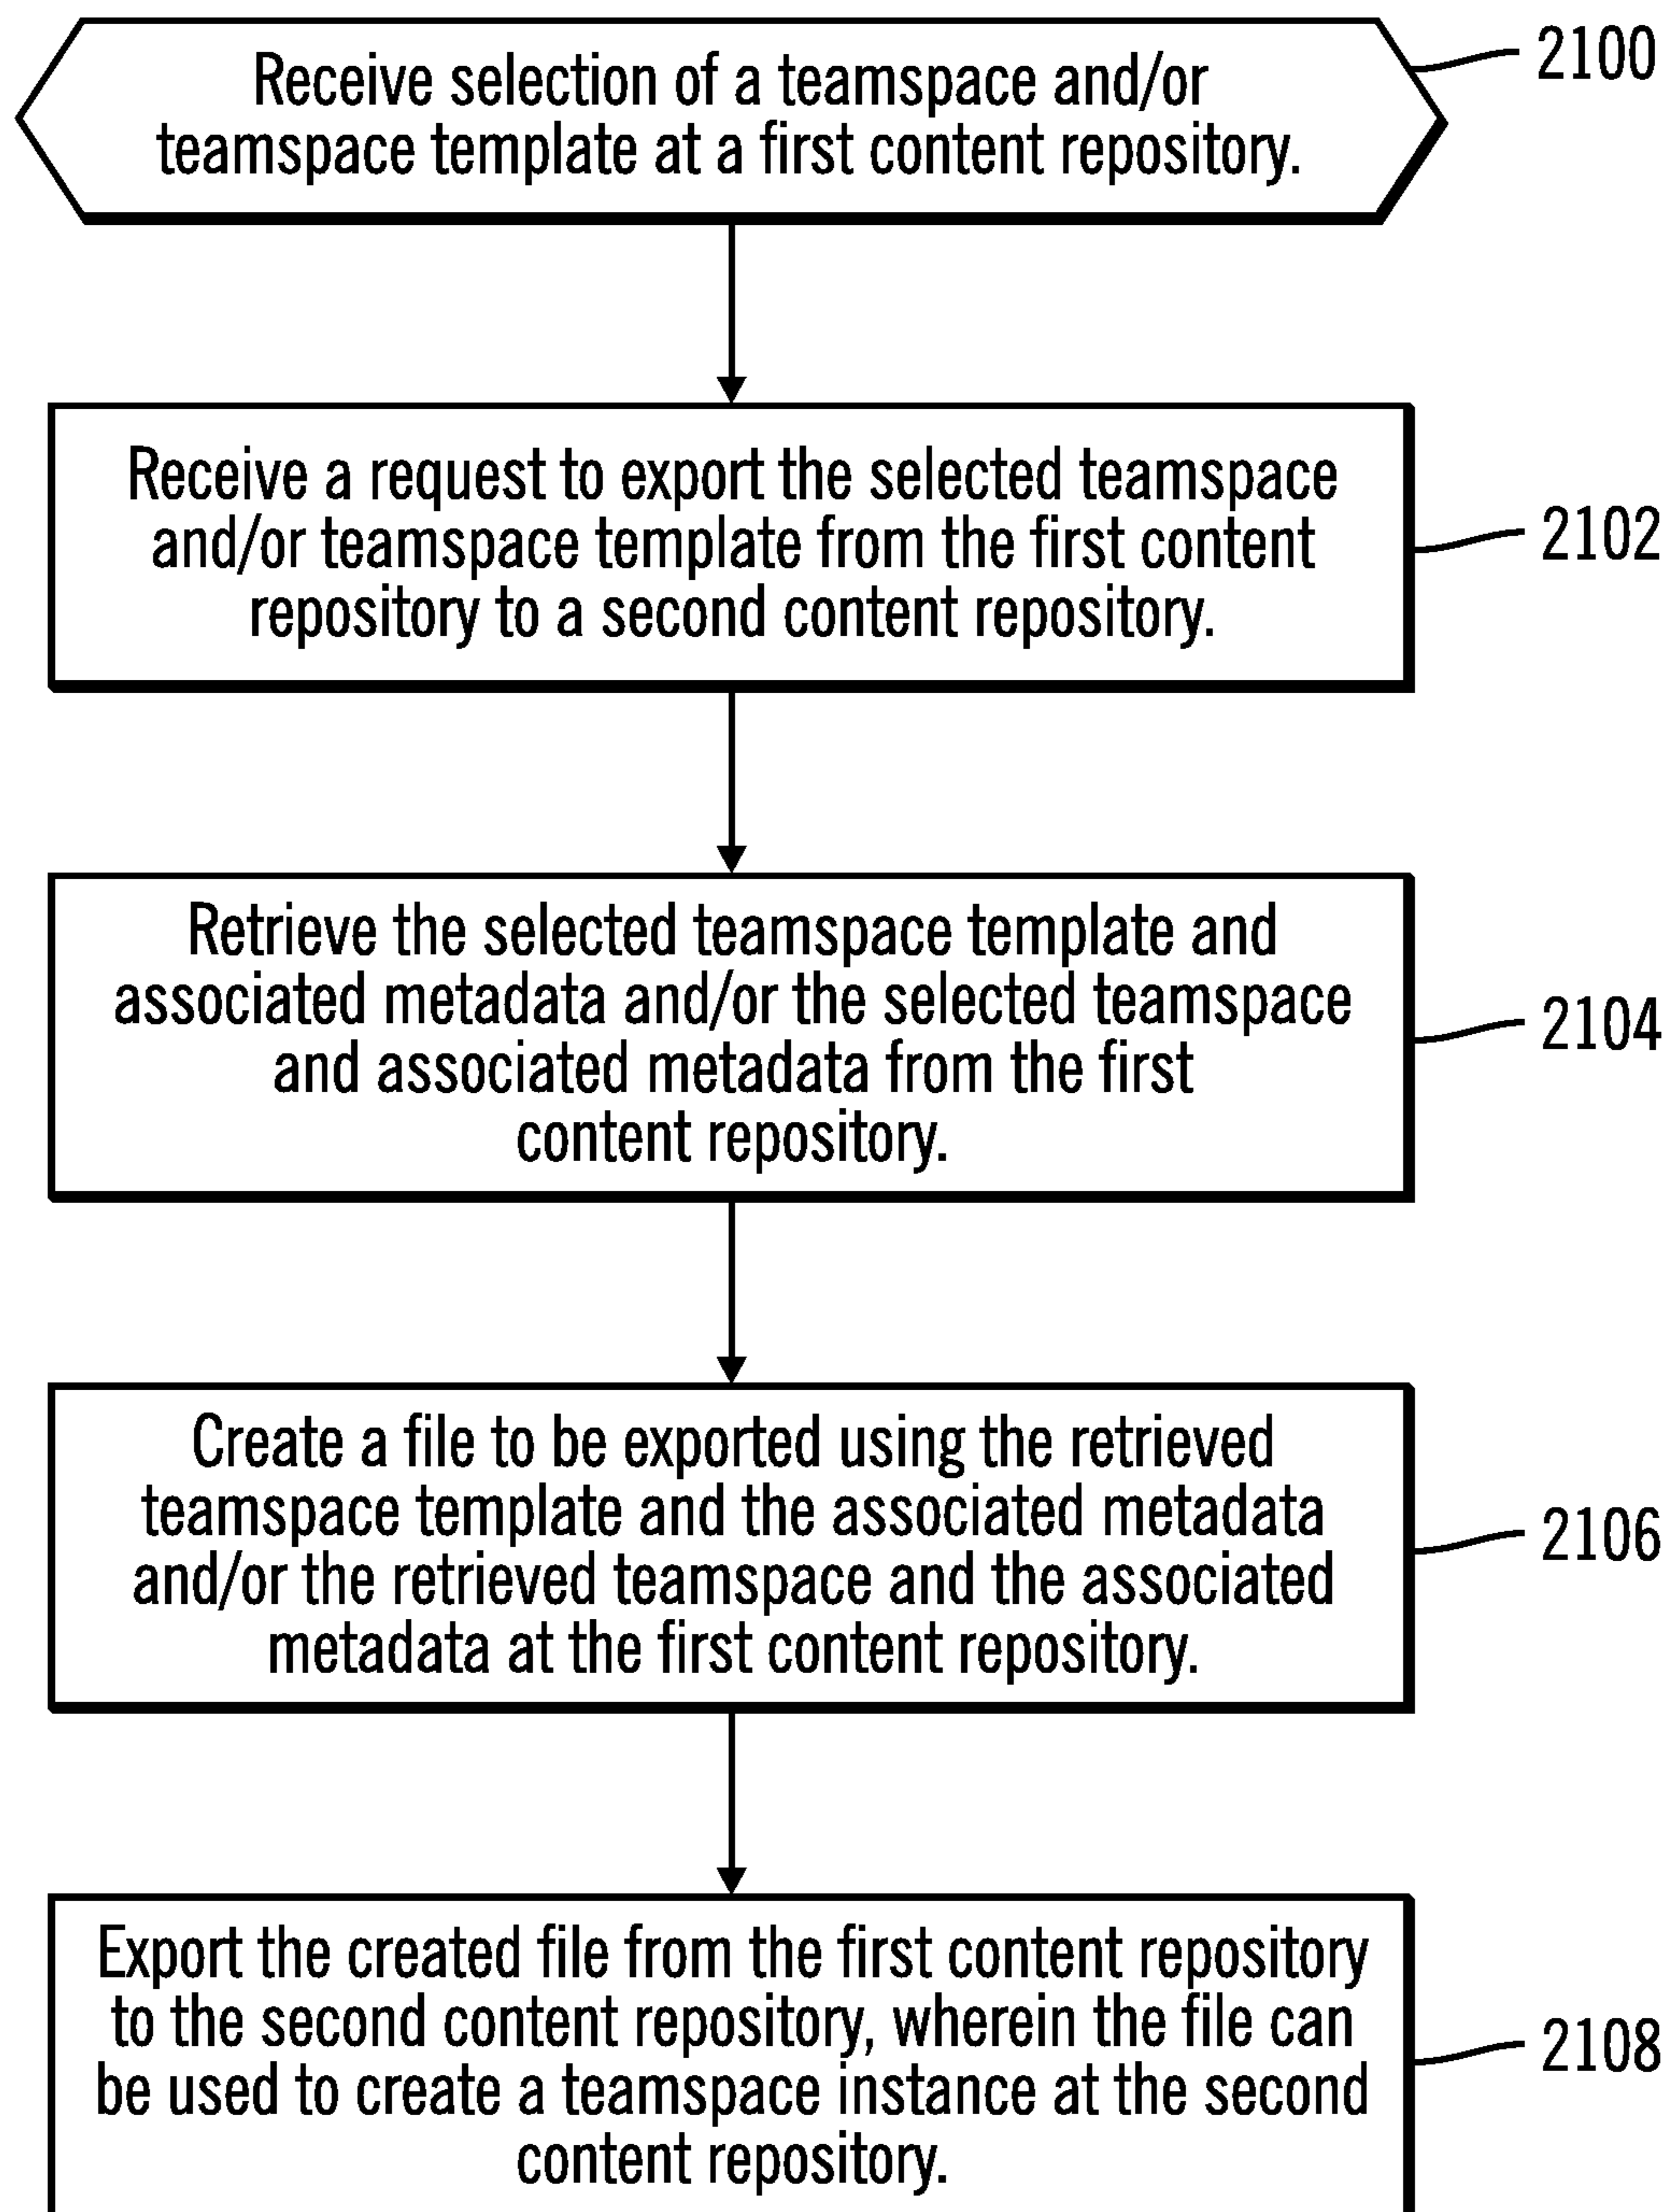 Receive selection of a teamspace and/or
teamspace template at a first content repository.
2100
Receive a request to export the selected teamspace
and/or teamspace template from the first content
repository to a second content repository.
2102
Retrieve the selected teamspace template and
associated metadata and/or the selected teamspace
and associated metadata from the first
content repository.
2104
Create a file to be exported using the retrieved
teamspace template and the associated metadata
and/or the retrieved teamspace and the associated
metadata at the first content repository.
2106
Export the created file from the first content repository
to the second content repository, wherein the file can
be used to create a teamspace instance at the second
content repository.
2108